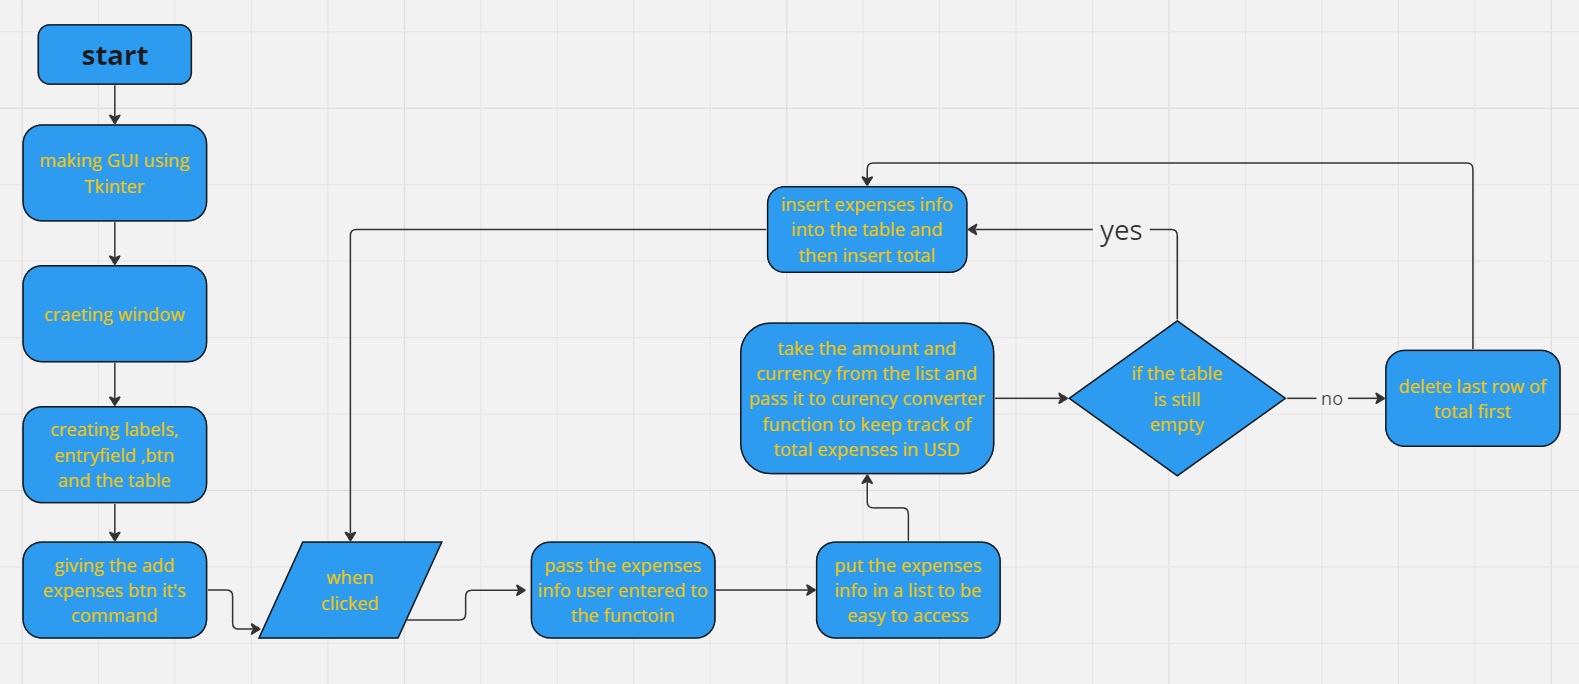 start
making GUI using
Tkinter
craeting window
creating labels,
entryfield ,btn
and the table
giving the add
expenses btn it's
command
when
clicked
pass the expenses
info user entered to
the functoin
put the expenses
info in a list to be
easy to access
take the amount and
currency from the list and
pass it to curency converter
function to keep track of
total expenses in USD
if the table
is still
empty
yes
no
insert expenses info
into the table and
then insert total
delete last row of
total first